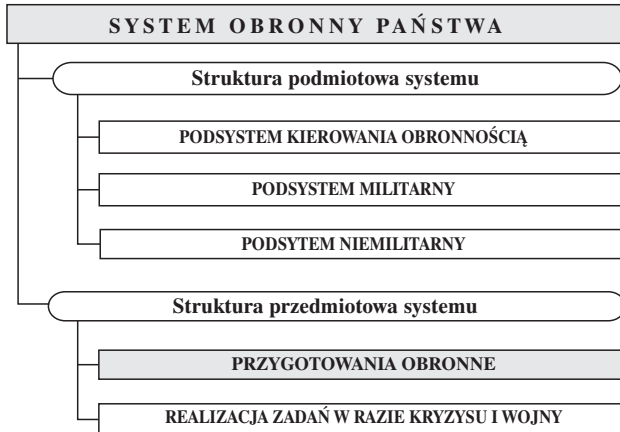 SYSTEM OBRONNY PAŃSTWA
Struktura podmiotowa systemu
PODSYSTEM KIEROWANIA OBRONNOŚCIĄ
PODSYSTEM MILITARNY
PODSYTEM NIEMILITARNY
Struktura przedmiotowa systemu
PRZYGOTOWANIA OBRONNE
REALIZACJA ZADAŃ W RAZIE KRYZYSU I WOJNY